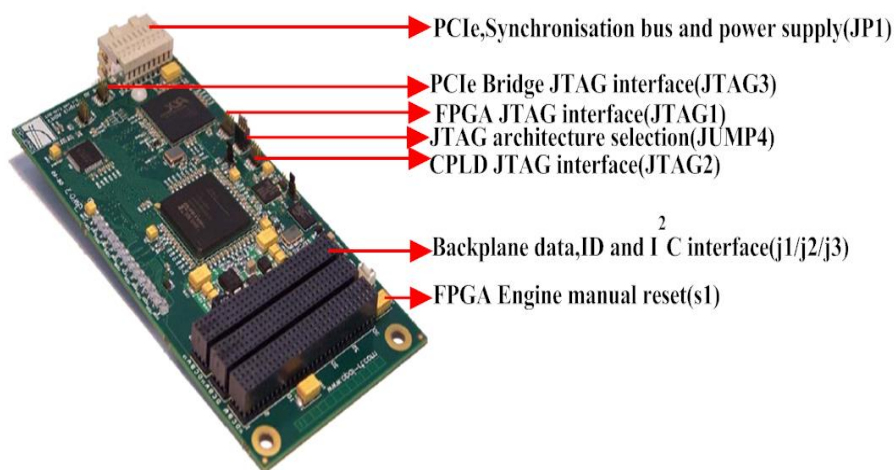 PCIe,Synchronisation bus and power supply(JP1)
PCIe Bridge JTAG interface(JTAG3)
FPGA JTAG interface(JTAG1)
JTAG architecture selection(JUMP4)
CPLD JTAG interface(JTAG2)
Backplane data,ID and I²C interface(j1/j2/j3)
FPGA Engine manual reset(s1)